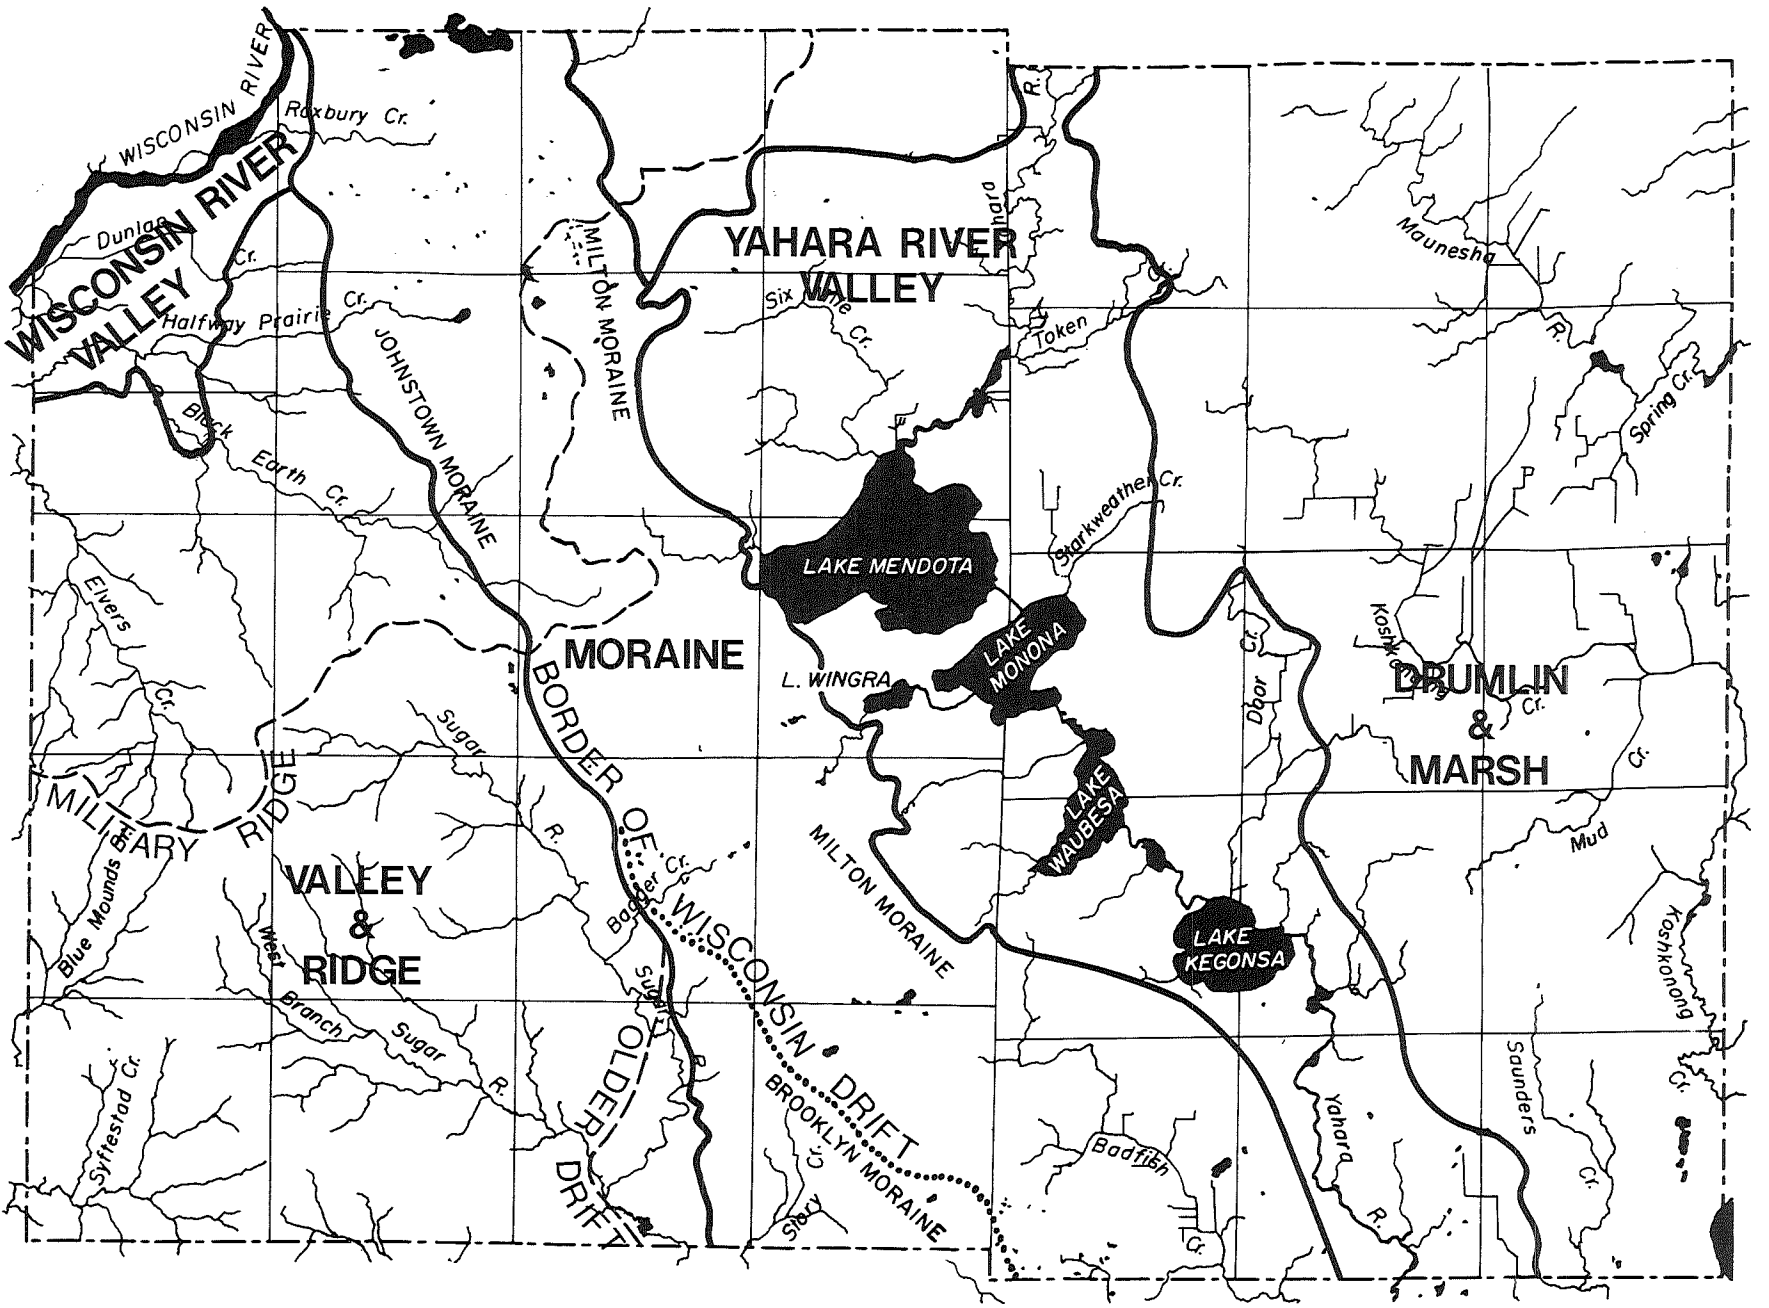 WISCONSIN RIVER
Roxbury Cr.
WISCONSIN RIVER
VALLEY
Dunlap
Cr.
Halfway Prairie Cr.
Black
Earth Cr.
JOHNSTOWN MORAINE
MILTON MORAINE
YAHARA RIVER
VALLEY
R.
Six Mile Cr.
Token
Cr.
Maunesha
R.
Spring Cr.
Starkweather Cr.
LAKE MENDOTA
LAKE
MONONA
L. WINGRA
MORAINE
Elvers
Cr.
Sugar
R.
MILITARY RIDGE
BORDER OF WISCONSIN DRIFT
Door
Cr.
Koshkonong
Cr.
DRUMLIN
&
MARSH
Cr.
Mud
LAKE
WAUBESA
MILTON MORAINE
VALLEY
&
RIDGE
Blue Mounds Br.
West
Branch
Sugar
R.
Badger Cr.
Sugar
R.
LAKE
KEGONSA
Koshkonong
Cr.
OLDER
DRIFT
BROOKLYN MORAINE
Syftestad Cr.
Story
Cr.
Badfish
Cr.
Yahara
R.
Saunders
Cr.